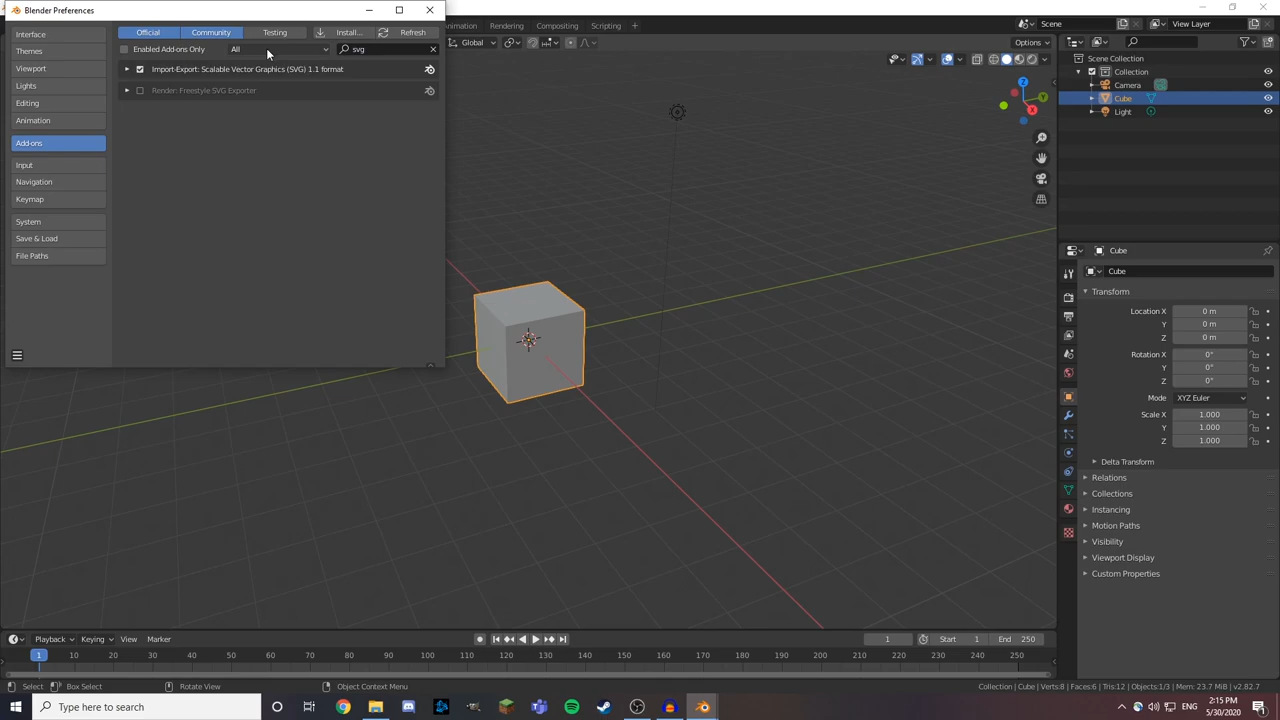 Blender Preferences
Interface
Themes
Viewport
Lights
Editing
Animation
Add-ons
Input
Navigation
Keymap
System
Save & Load
File Paths
Official
Community
Testing
Install...
Refresh
Enabled Add-ons Only
All
svg
Import-Export: Scalable Vector Graphics (SVG) 1.1 format
Render: Freestyle SVG Exporter
Animation
Rendering
Compositing
Scripting
Scene
View Layer
Global
Options
Scene Collection
Collection
Camera
Cube
Light
Z
Y
X
Cube
Cube
Transform
Location X 0 m
Y 0 m
Z 0 m
Rotation X 0°
Y 0°
Z 0°
Mode XYZ Euler
Scale X 1.000
Y 1.000
Z 1.000
Delta Transform
Relations
Collections
Instancing
Motion Paths
Visibility
Viewport Display
Custom Properties
Playback Keying View Marker
1 Start 1 End 250
1 10 20 30 40 50 60 70 80 90 100 110 120 130 140 150 160 170 180 190 200 210 220 230 240 250
Select Box Select Rotate View Object Context Menu
Collection | Cube | Verts:8 | Faces:6 | Tris:12 | Objects:1/3 | Mem: 23.7 MiB | v2.82.7
Type here to search
ENG
2:15 PM
5/30/2020